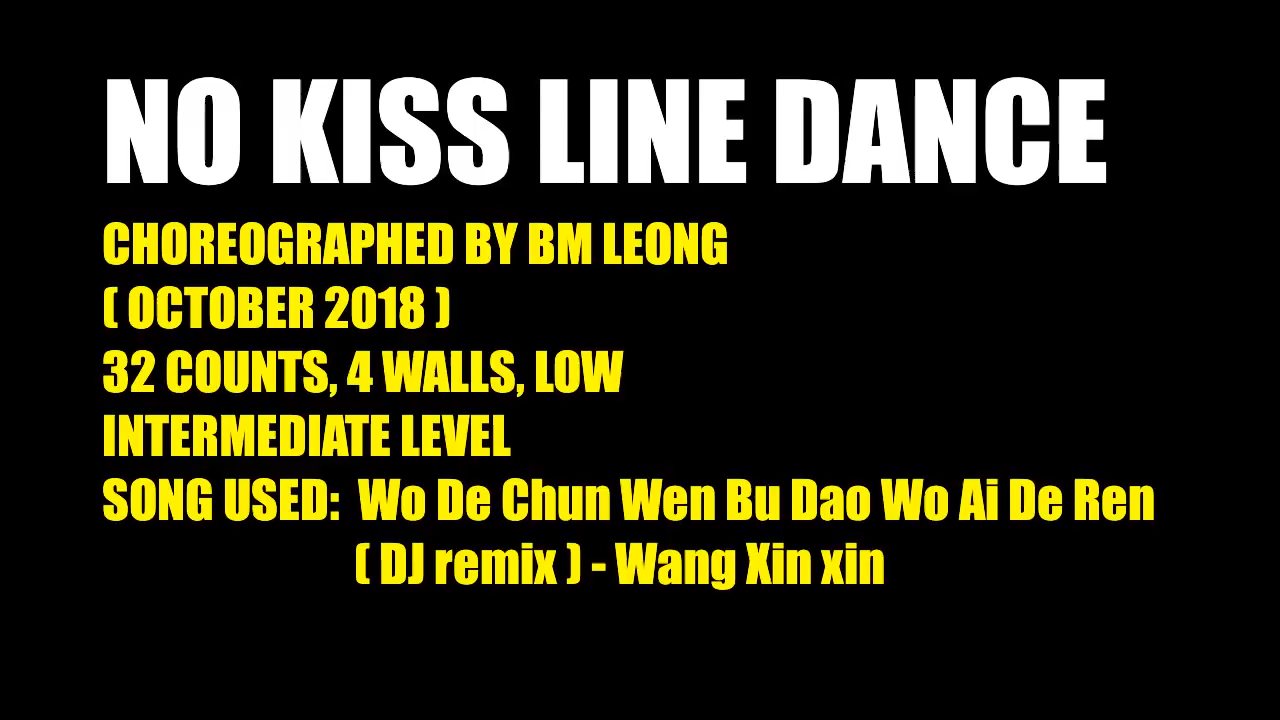 NO KISS LINE DANCE
CHOREOGRAPHED BY BM LEONG
( OCTOBER 2018 )
32 COUNTS, 4 WALLS, LOW
INTERMEDIATE LEVEL
SONG USED: Wo De Chun Wen Bu Dao Wo Ai De Ren
( DJ remix ) - Wang Xin xin